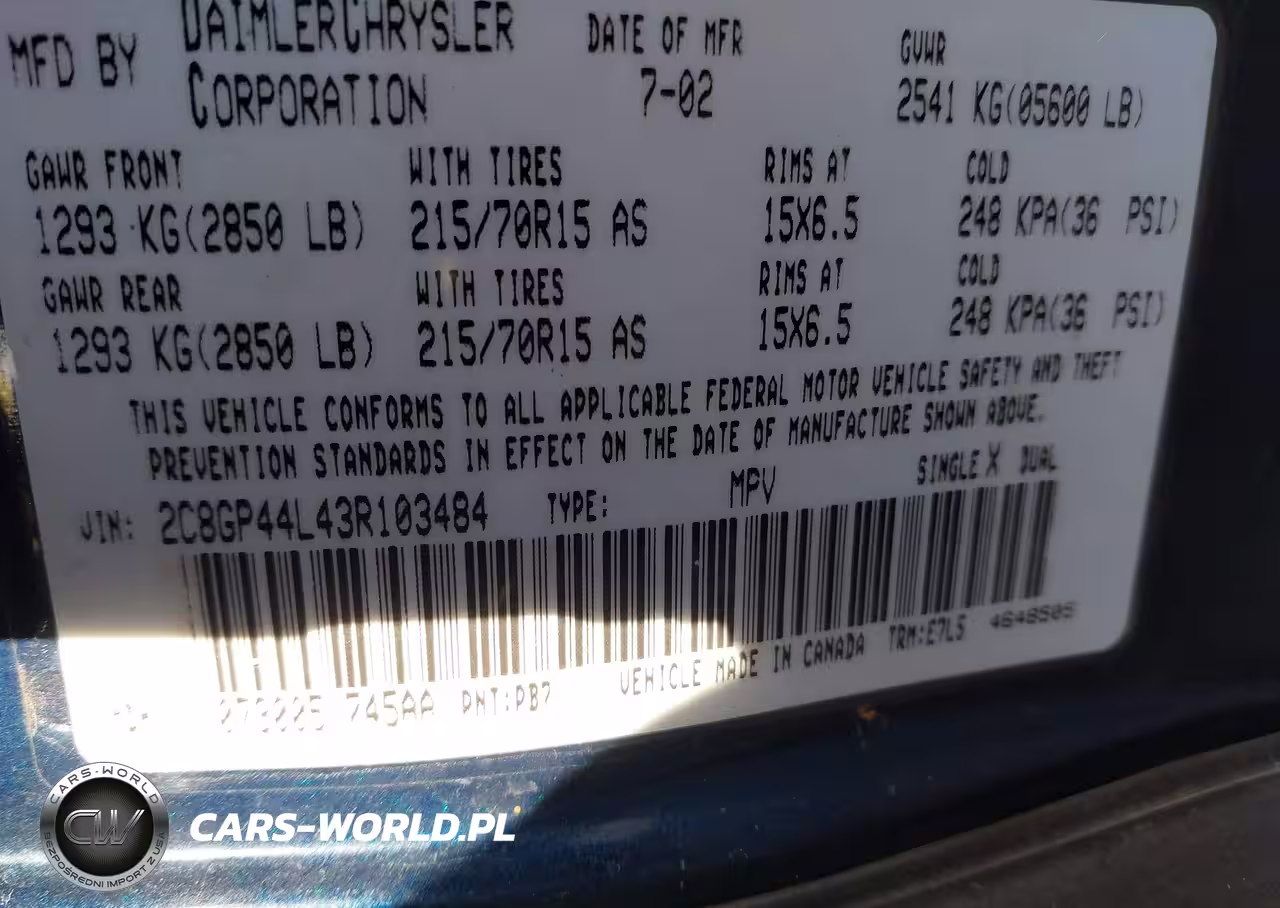 MFD BY DAIMLERCHRYSLER CORPORATION
DATE OF MFR
7-02
GVWR
2541 KG(05600 LB)
GAWR FRONT WITH TIRES RIMS AT COLD
1293 KG(2850 LB) 215/70R15 AS 15X6.5 248 KPA(36 PSI)
GAWR REAR WITH TIRES RIMS AT COLD
1293 KG(2850 LB) 215/70R15 AS 15X6.5 248 KPA(36 PSI)
THIS VEHICLE CONFORMS TO ALL APPLICABLE FEDERAL MOTOR VEHICLE SAFETY AND THEFT
PREVENTION STANDARDS IN EFFECT ON THE DATE OF MANUFACTURE SHOWN ABOVE.
VIN: 2C8GP44L43R103484 TYPE: MPV SINGLE X DUAL
745AA PNT:PB7 VEHICLE MADE IN CANADA TRM:E7L5 4648505
CARS-WORLD
CW
BEZPOŚREDNI IMPORT Z USA
CARS-WORLD.PL